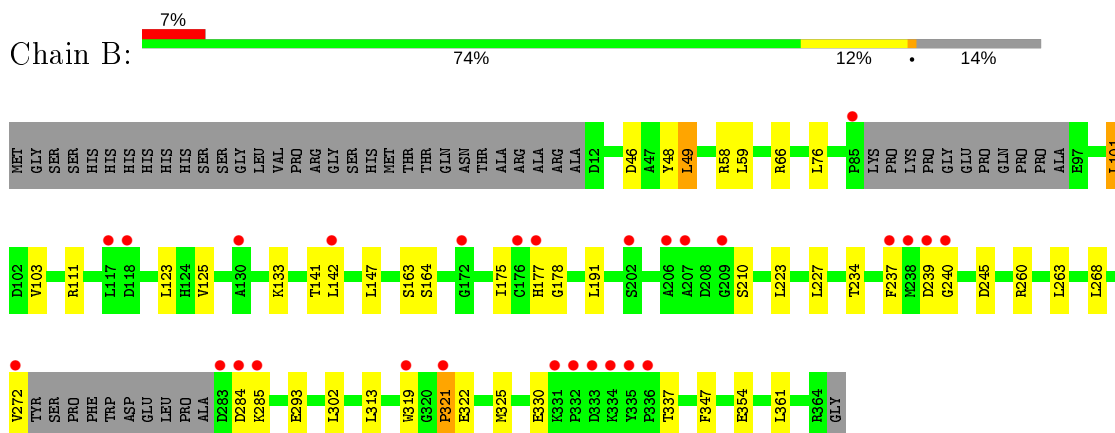 7%
Chain B:
74% 12% • 14%
MET GLY SER SER HIS HIS HIS HIS HIS HIS SER SER GLY LEU VAL PRO ARG GLY SER HIS MET THR THR GLN ASN THR ALA ARG ALA ARG ALA D12 D46 A47 Y48 L49 R58 L59 R66 L76 P85 LYS PRO LYS PRO GLY GLU PRO GLN PRO PRO ALA E97 L101
D102 V103 R111 L117 D118 L123 H124 V125 A130 K133 T141 L142 L147 S163 S164 G172 I175 C176 H177 G178 L191 S202 A206 A207 D208 G209 S210 L223 L227 T234 F237 M238 D239 G240 D245 R260 L263 L268
V272 TYR SER PRO PHE TRP ASP GLU LEU PRO ALA D283 D284 K285 E293 L302 L313 W319 G320 P321 E322 M325 E330 K331 P332 D333 K334 Y335 P336 T337 F347 E354 L361 R364 GLY